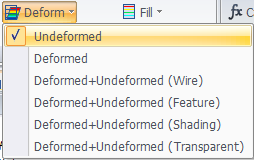 Deform Fill fx C
Undeformed
Deformed
Deformed+Undeformed (Wire)
Deformed+Undeformed (Feature)
Deformed+Undeformed (Shading)
Deformed+Undeformed (Transparent)